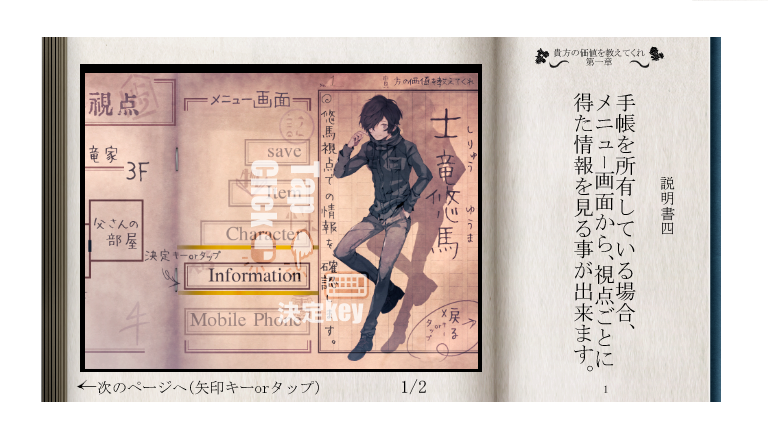 貴方の価値を教えてくれ
第一章
説明書四
手帳を所有している場合、
メニュー画面から、視点ごとに
得た情報を見る事が出来ます。
1
視点
竜家
3F
父さんの
部屋
メニュー画面
save
Item
Character
決定キーorタップ
Information
Mobile Phone
Tap
click
決定key
方の価値を教えてくれ
士竜悠馬
しりゅう ゆうま
悠馬視点での情報を確認
す。
戻る
×orタップ
←次のページへ(矢印キーorタップ)
1/2